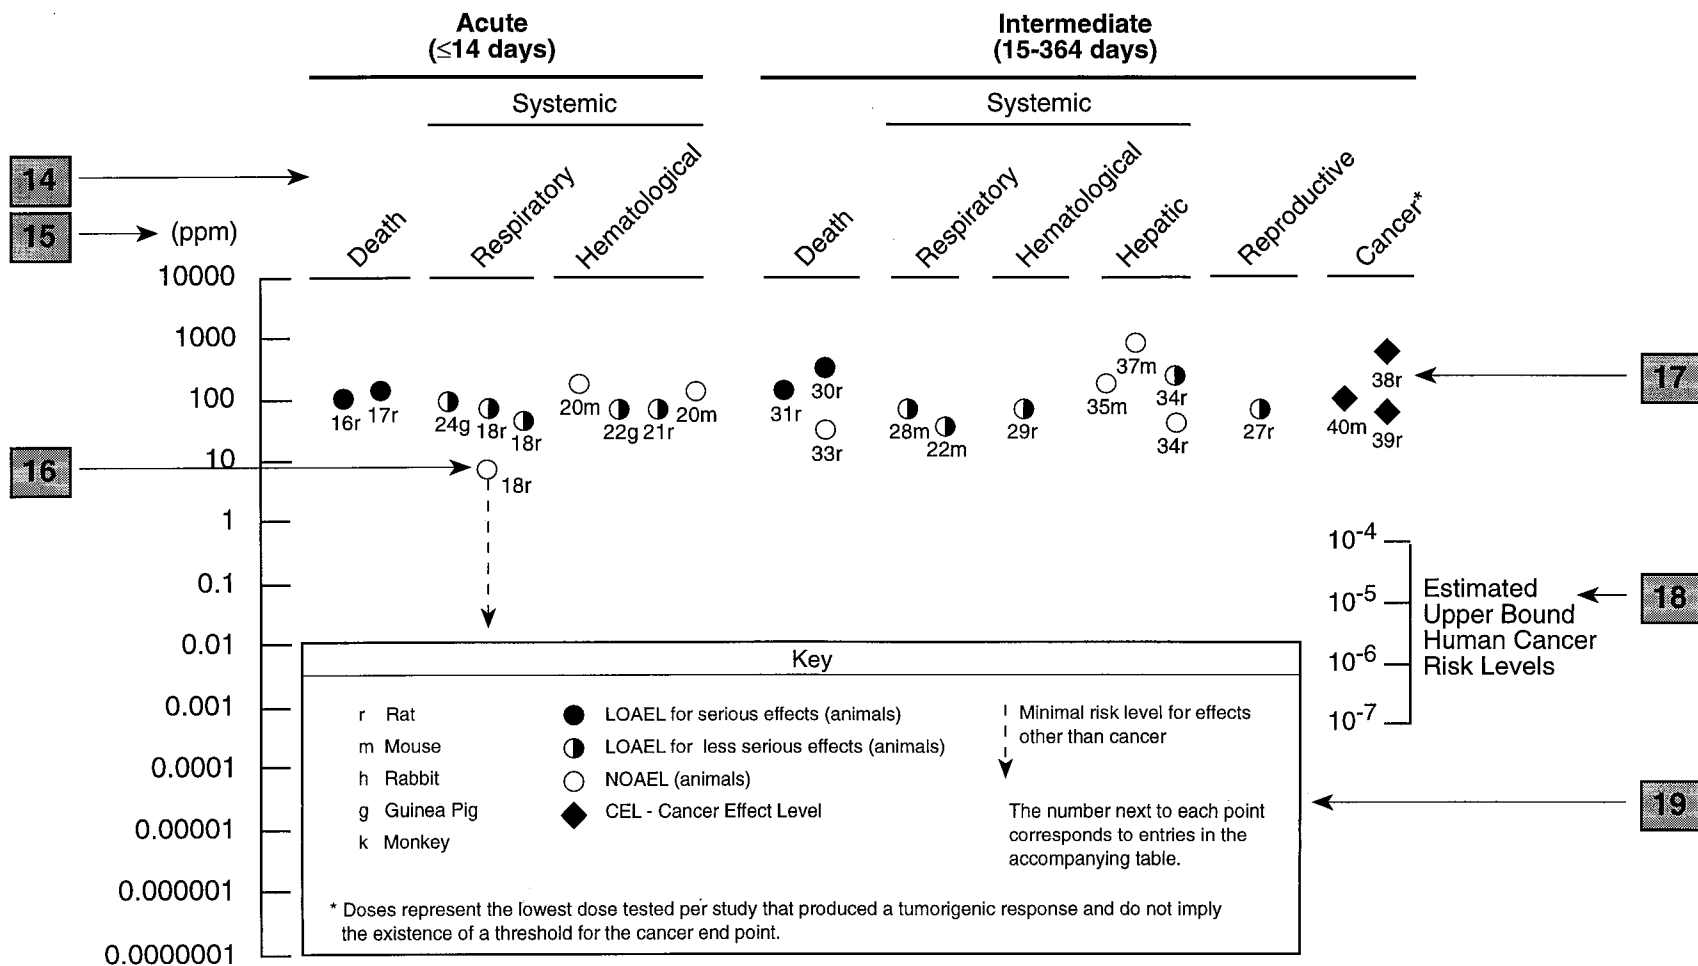 Acute
(≤14 days)
Intermediate
(15-364 days)
Systemic
Systemic
14
15
(ppm)
Death
Respiratory
Hematological
Death
Respiratory
Hematological
Hepatic
Reproductive
Cancer*
10000
1000
100
10
1
0.1
0.01
0.001
0.0001
0.00001
0.000001
0.0000001
16r
17r
24g
18r
18r
18r
20m
22g
21r
20m
31r
30r
33r
28m
22m
29r
37m
35m
34r
34r
27r
40m
38r
39r
16
17
10-4
10-5
10-6
10-7
Estimated
Upper Bound
Human Cancer
Risk Levels
18
19
Key
r Rat
m Mouse
h Rabbit
g Guinea Pig
k Monkey
LOAEL for serious effects (animals)
LOAEL for less serious effects (animals)
NOAEL (animals)
CEL - Cancer Effect Level
Minimal risk level for effects
other than cancer
The number next to each point
corresponds to entries in the
accompanying table.
* Doses represent the lowest dose tested per study that produced a tumorigenic response and do not imply
the existence of a threshold for the cancer end point.